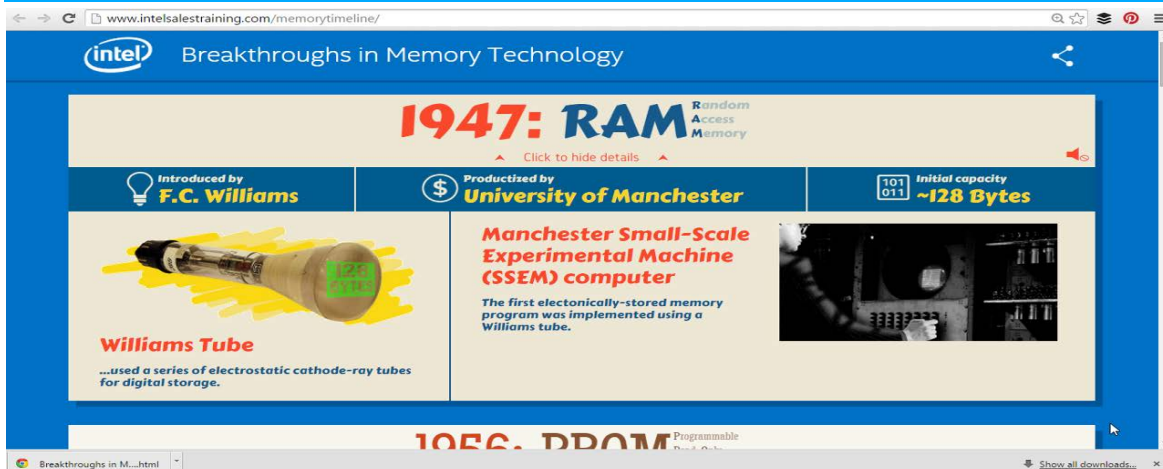 www.intelsalestraining.com/memorytimeline/
intel Breakthroughs in Memory Technology
1947: RAM Random
Access
Memory
Click to hide details
Introduced by
F.C. Williams
Productized by
University of Manchester
101
011
Initial capacity
~128 Bytes
128
BYTES
Williams Tube
...used a series of electrostatic cathode-ray tubes
for digital storage.
Manchester Small-Scale
Experimental Machine
(SSEM) computer
The first electonically-stored memory
program was implemented using a
Williams tube.
1956: PROM Programmable
Breakthroughs in M....html
Show all downloads...